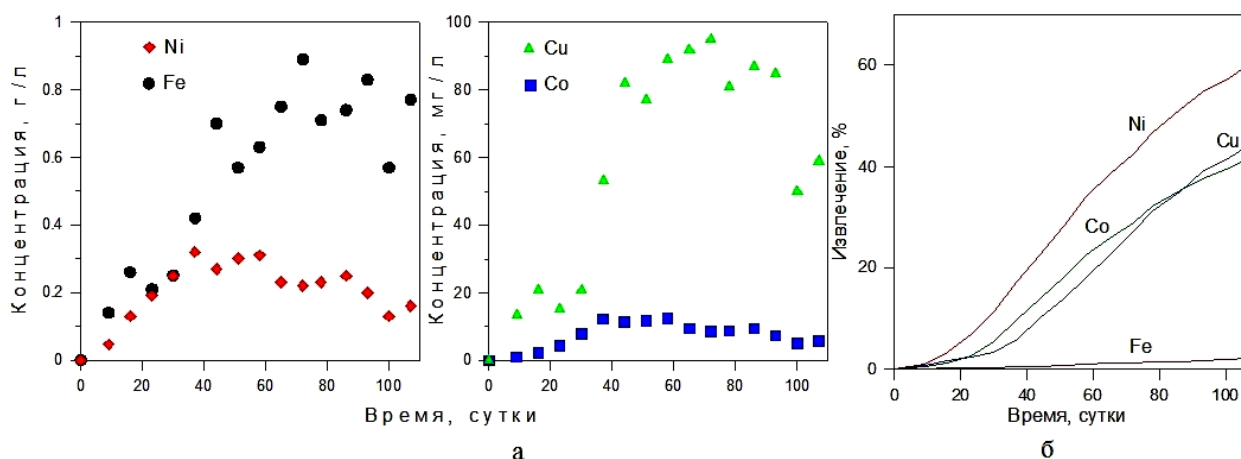 Концентрация, г/л
1
0.8
0.6
0.4
0.2
0
Ni
Fe
0 20 40 60 80 100
Концентрация, мг/л
100
80
60
40
20
0
Cu
Co
0 20 40 60 80 100
Время, сутки
а
Извлечение, %
60
40
20
0
Ni
Cu
Co
Fe
0 20 40 60 80 100
Время, сутки
б